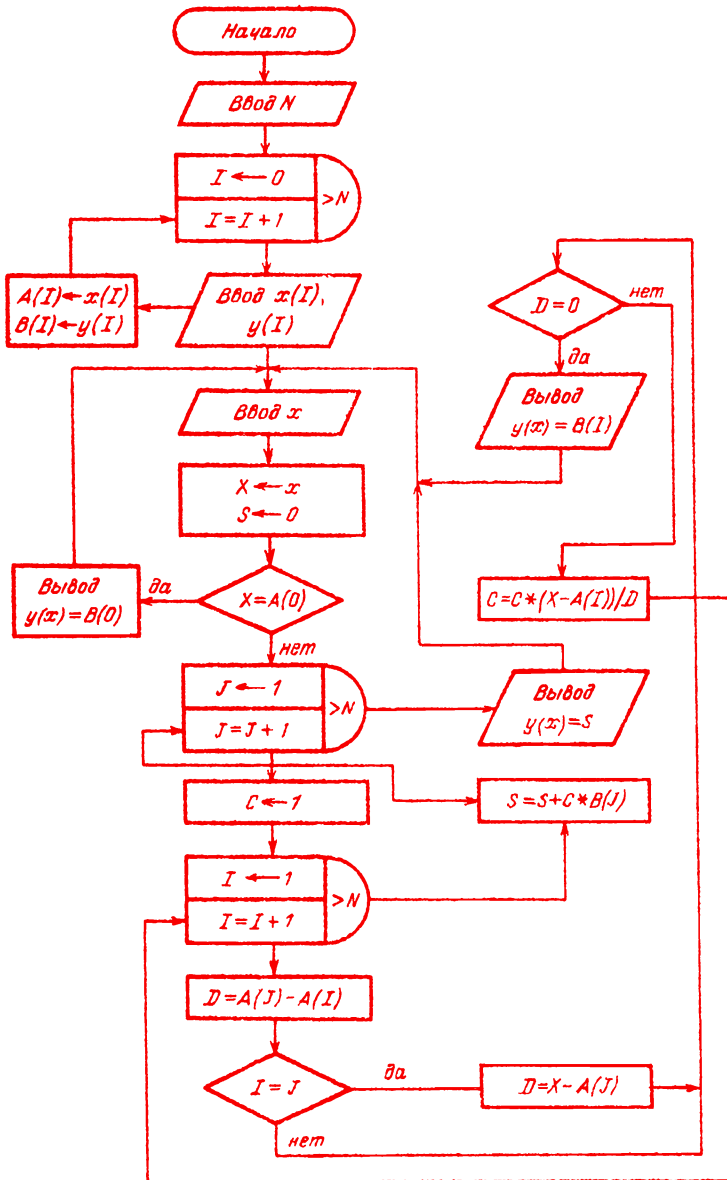 Начало
Ввод N
I ← 0
I = I + 1
>N
Ввод x(I),
y(I)
A(I)←x(I)
B(I)←y(I)
Ввод x
X ← x
S ← 0
X=A(0)
да
Вывод
y(x)=B(0)
нет
J ← 1
J = J + 1
>N
Вывод
y(x)=S
C ← 1
S=S+C*B(J)
I ← 1
I = I + 1
>N
D=A(J)-A(I)
I = J
да
D=X-A(J)
нет
D=0
нет
да
Вывод
y(x)=B(I)
C=C*(X-A(I))/D